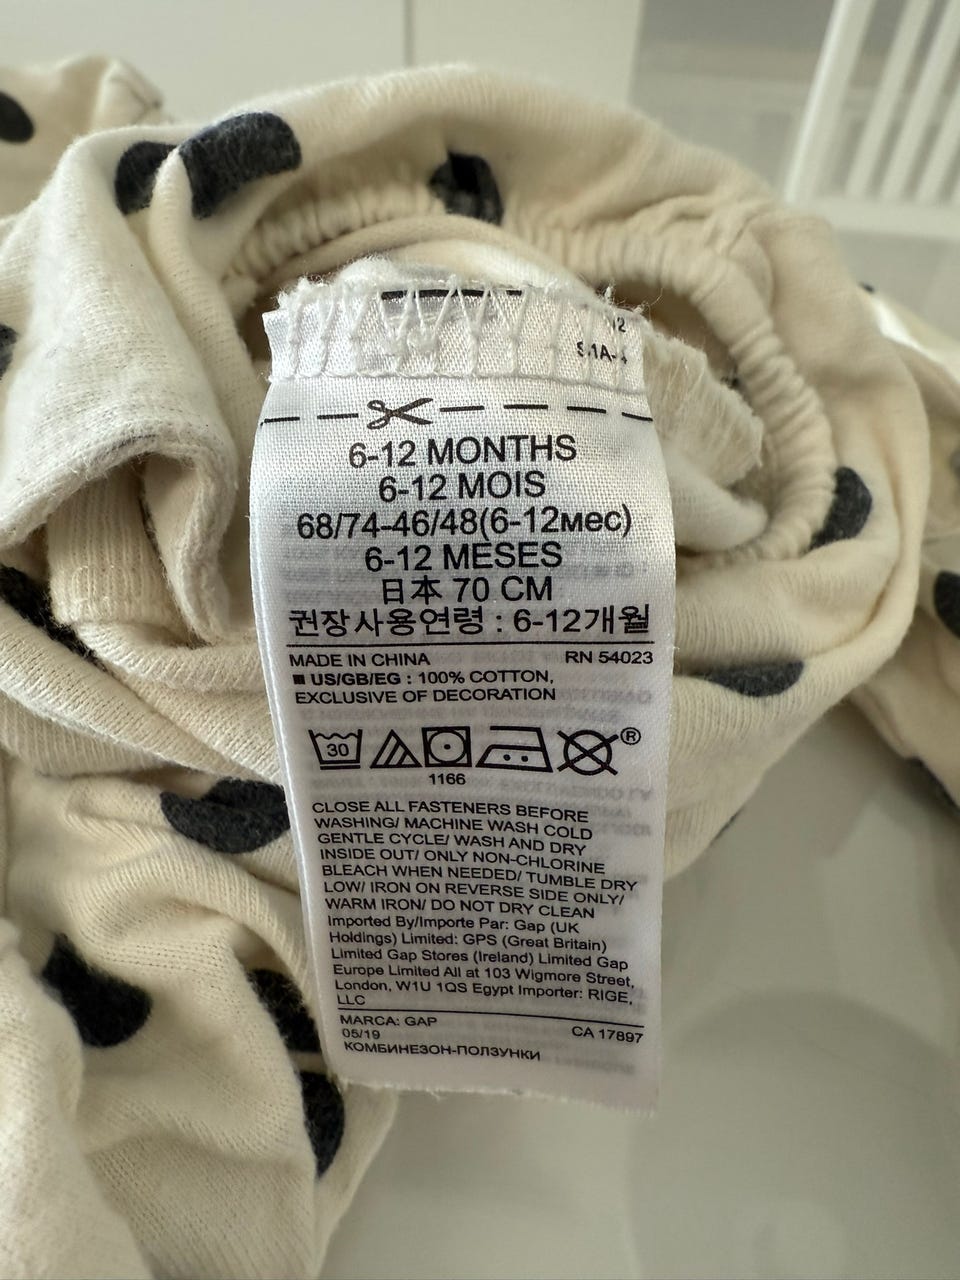 6-12 MONTHS
6-12 MOIS
68/74-46/48(6-12мес)
6-12 MESES
日本 70 CM
권장사용연령 : 6-12개월
MADE IN CHINA RN 54023
■ US/GB/EG : 100% COTTON,
EXCLUSIVE OF DECORATION
30
®
1166
CLOSE ALL FASTENERS BEFORE
WASHING/ MACHINE WASH COLD
GENTLE CYCLE/ WASH AND DRY
INSIDE OUT/ ONLY NON-CHLORINE
BLEACH WHEN NEEDED/ TUMBLE DRY
LOW/ IRON ON REVERSE SIDE ONLY/
WARM IRON/ DO NOT DRY CLEAN
Imported By/Importe Par: Gap (UK
Holdings) Limited: GPS (Great Britain)
Limited Gap Stores (Ireland) Limited Gap
Europe Limited All at 103 Wigmore Street,
London, W1U 1QS Egypt Importer: RIGE,
LLC
MARCA: GAP
05/19 CA 17897
КОМБИНЕЗОН-ПОЛЗУНКИ